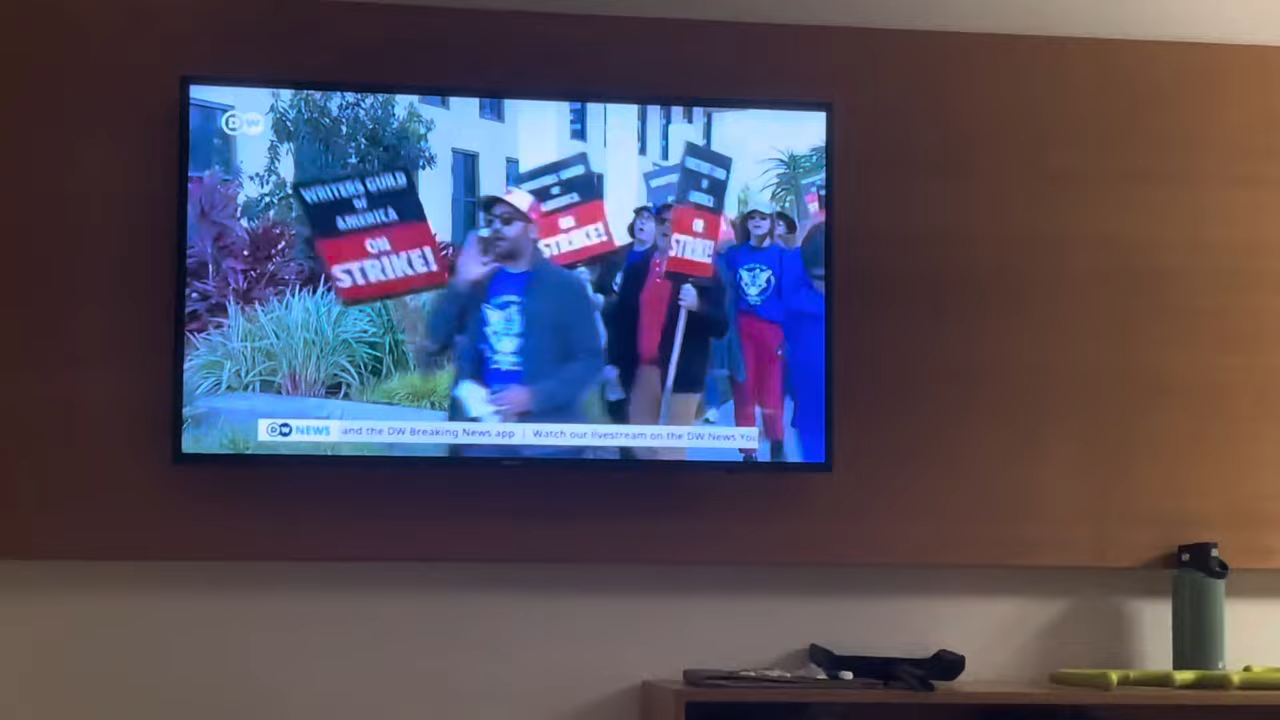 DW
WRITERS GUILD
OF
AMERICA
ON
STRIKE!
ON
STRIKE!
ON
STRIKE!
DW NEWS and the DW Breaking News app | Watch our livestream on the DW News You